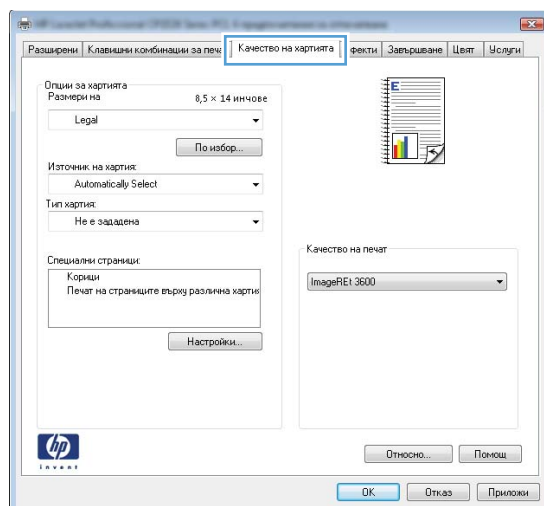 Разширени
Клавишни комбинации за печа
Качество на хартията
фекти
Завършване
Цвят
Услуги
Опции за хартията
Размери на
8,5 × 14 инчове
Legal
По избор...
Източник на хартия:
Automatically Select
Тип хартия:
Не е зададена
Специални страници:
Корици
Печат на страниците върху различна хартия
Настройки...
E
Качество на печат
ImageREt 3600
hp
invent
Относно...
Помощ
OK
Отказ
Приложи